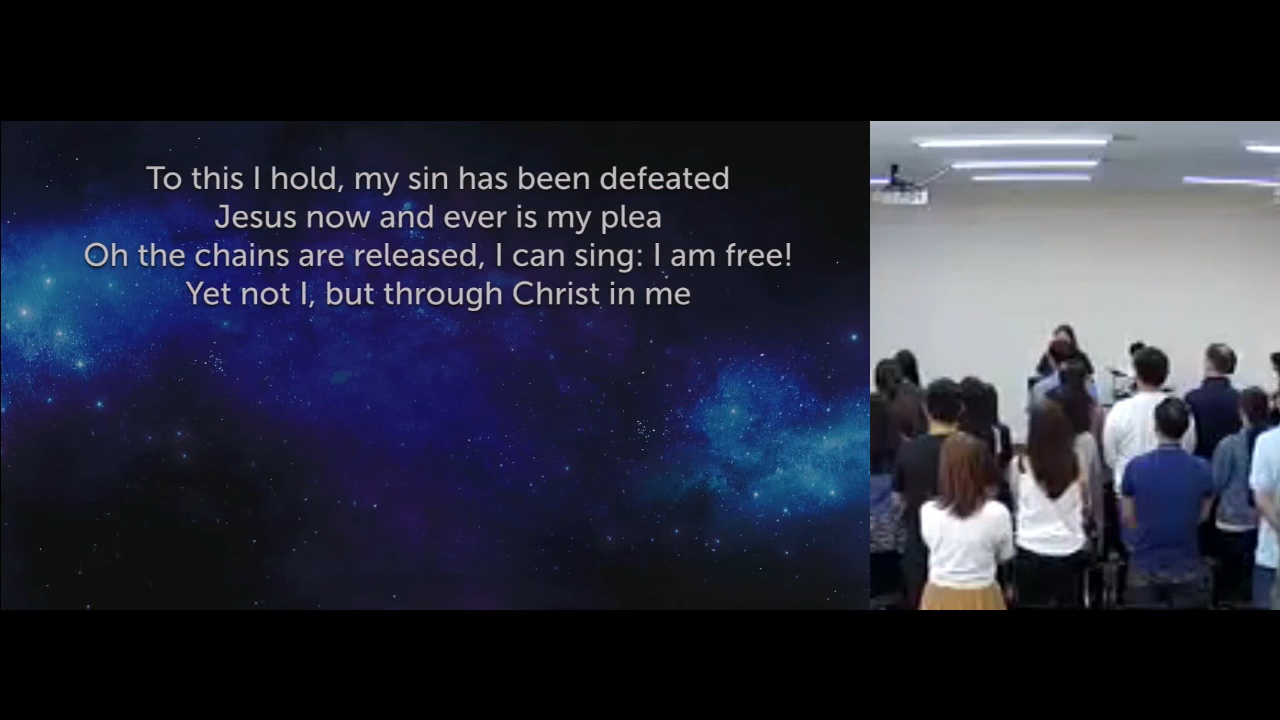 To this I hold, my sin has been defeated
Jesus now and ever is my plea
Oh the chains are released, I can sing: I am free!
Yet not I, but through Christ in me